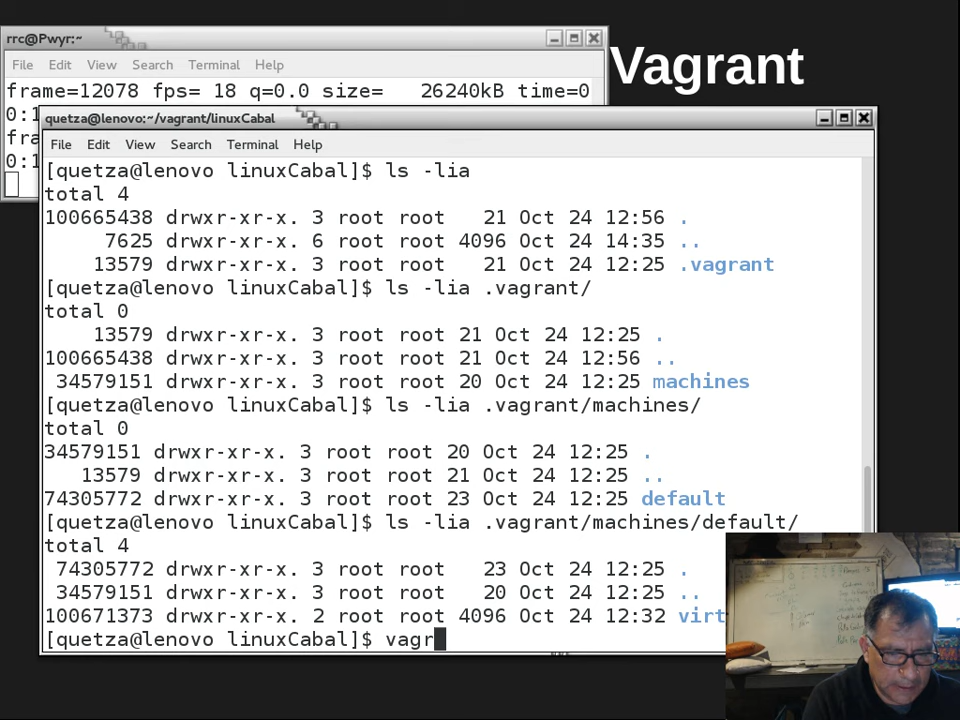 rrc@Pwyr:~
Vagrant
File Edit View Search Terminal Help
frame=12078 fps= 18 q=0.0 size= 26240kB time=0
0:1
fra
0:1
quetza@lenovo:~/vagrant/linuxCabal
File Edit View Search Terminal Help
[quetza@lenovo linuxCabal]$ ls -lia
total 4
100665438 drwxr-xr-x. 3 root root 21 Oct 24 12:56 .
7625 drwxr-xr-x. 6 root root 4096 Oct 24 14:35 ..
13579 drwxr-xr-x. 3 root root 21 Oct 24 12:25 .vagrant
[quetza@lenovo linuxCabal]$ ls -lia .vagrant/
total 0
13579 drwxr-xr-x. 3 root root 21 Oct 24 12:25 .
100665438 drwxr-xr-x. 3 root root 21 Oct 24 12:56 ..
34579151 drwxr-xr-x. 3 root root 20 Oct 24 12:25 machines
[quetza@lenovo linuxCabal]$ ls -lia .vagrant/machines/
total 0
34579151 drwxr-xr-x. 3 root root 20 Oct 24 12:25 .
13579 drwxr-xr-x. 3 root root 21 Oct 24 12:25 ..
74305772 drwxr-xr-x. 3 root root 23 Oct 24 12:25 default
[quetza@lenovo linuxCabal]$ ls -lia .vagrant/machines/default/
total 4
74305772 drwxr-xr-x. 3 root root 23 Oct 24 12:25 .
34579151 drwxr-xr-x. 3 root root 20 Oct 24 12:25 ..
100671373 drwxr-xr-x. 2 root root 4096 Oct 24 12:32 virt
[quetza@lenovo linuxCabal]$ vagr